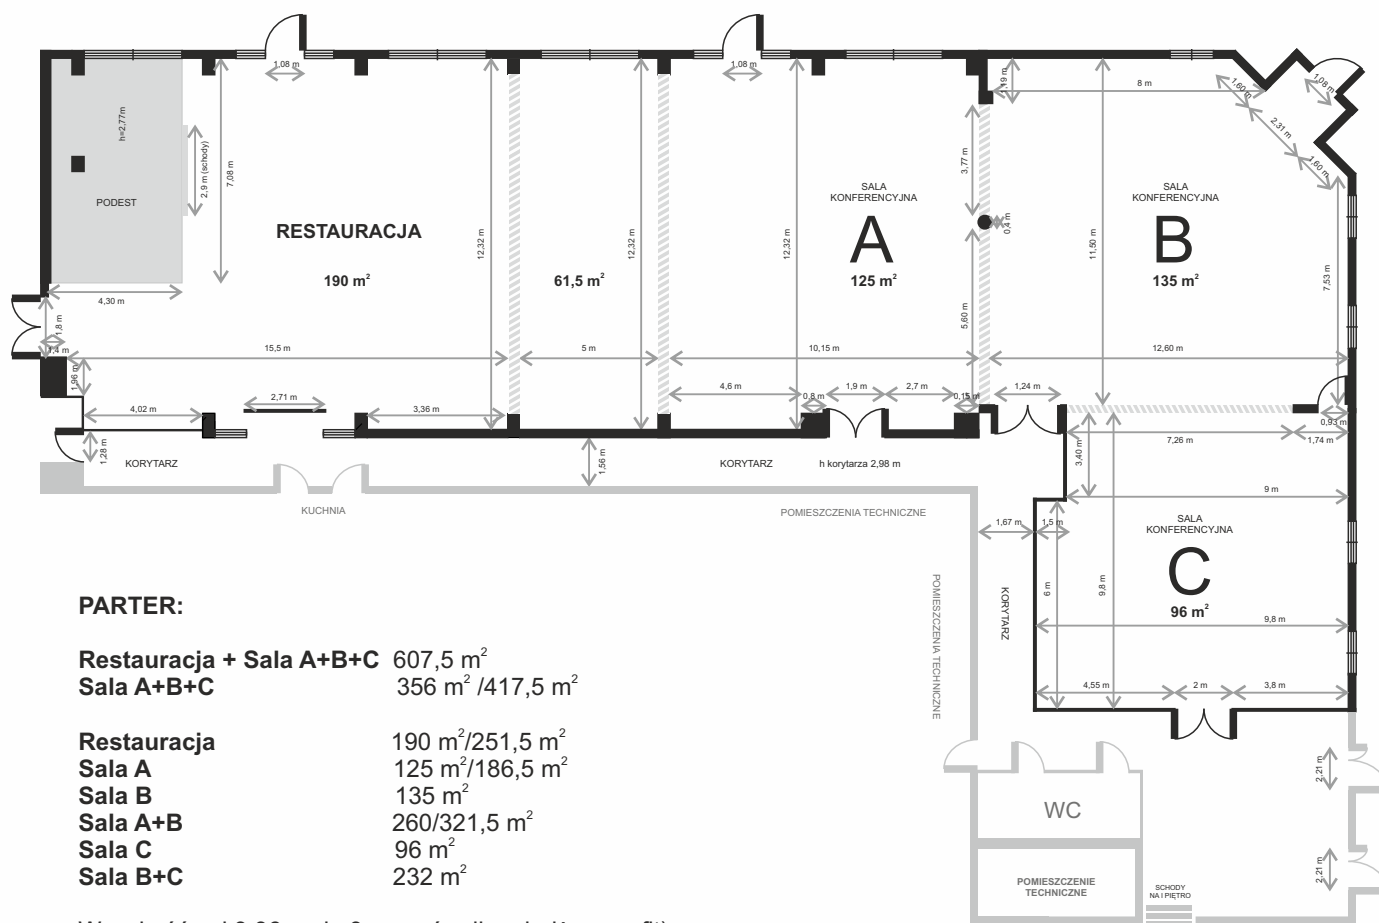 1,08 m
1,08 m
1,08 m
h=2,77m
2,9 m (schody)
7,08 m
PODEST
RESTAURACJA
190 m²
12,32 m
61,5 m²
12,32 m
12,32 m
SALA
KONFERENCYJNA
A
125 m²
1,19 m
3,77 m
0,4 m
5,60 m
8 m
1,60 m
2,31 m
1,60 m
11,50 m
SALA
KONFERENCYJNA
B
135 m²
7,53 m
4,30 m
1,8 m
1,4 m
15,5 m
5 m
10,15 m
12,60 m
1,96 m
4,02 m
2,71 m
3,36 m
4,6 m
0,8 m
1,9 m
2,7 m
0,15 m
1,24 m
0,93 m
1,28 m
KORYTARZ
1,56 m
KORYTARZ
h korytarza 2,98 m
7,26 m
1,74 m
3,40 m
9 m
KUCHNIA
POMIESZCZENIA TECHNICZNE
1,67 m
1,5 m
SALA
KONFERENCYJNA
C
96 m²
POMIESZCZENIA TECHNICZNE
KORYTARZ
6 m
9,8 m
9,8 m
4,55 m
2 m
3,8 m
2,21 m
2,21 m
WC
POMIESZCZENIE
TECHNICZNE
SCHODY
NA I PIĘTRO
PARTER:
Restauracja + Sala A+B+C 607,5 m²
Sala A+B+C 356 m² /417,5 m²
Restauracja 190 m²/251,5 m²
Sala A 125 m²/186,5 m²
Sala B 135 m²
Sala A+B 260/321,5 m²
Sala C 96 m²
Sala B+C 232 m²